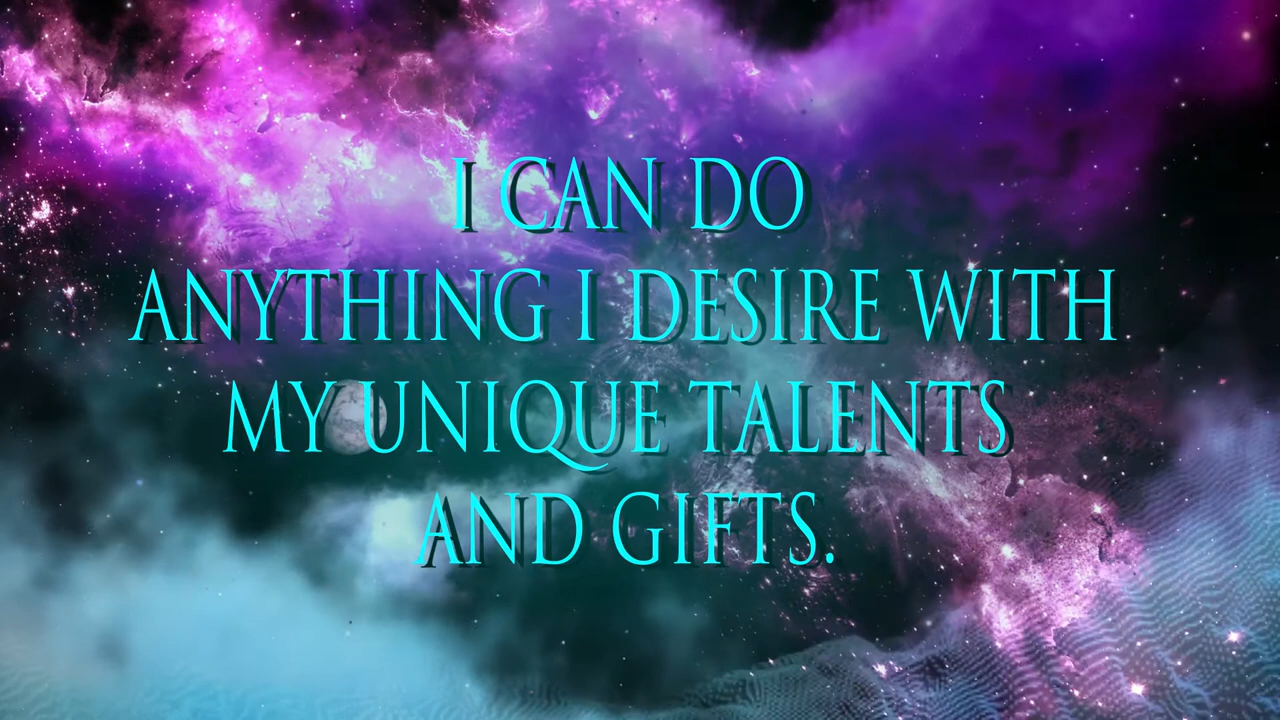 I CAN DO
ANYTHING I DESIRE WITH
MY UNIQUE TALENTS
AND GIFTS.